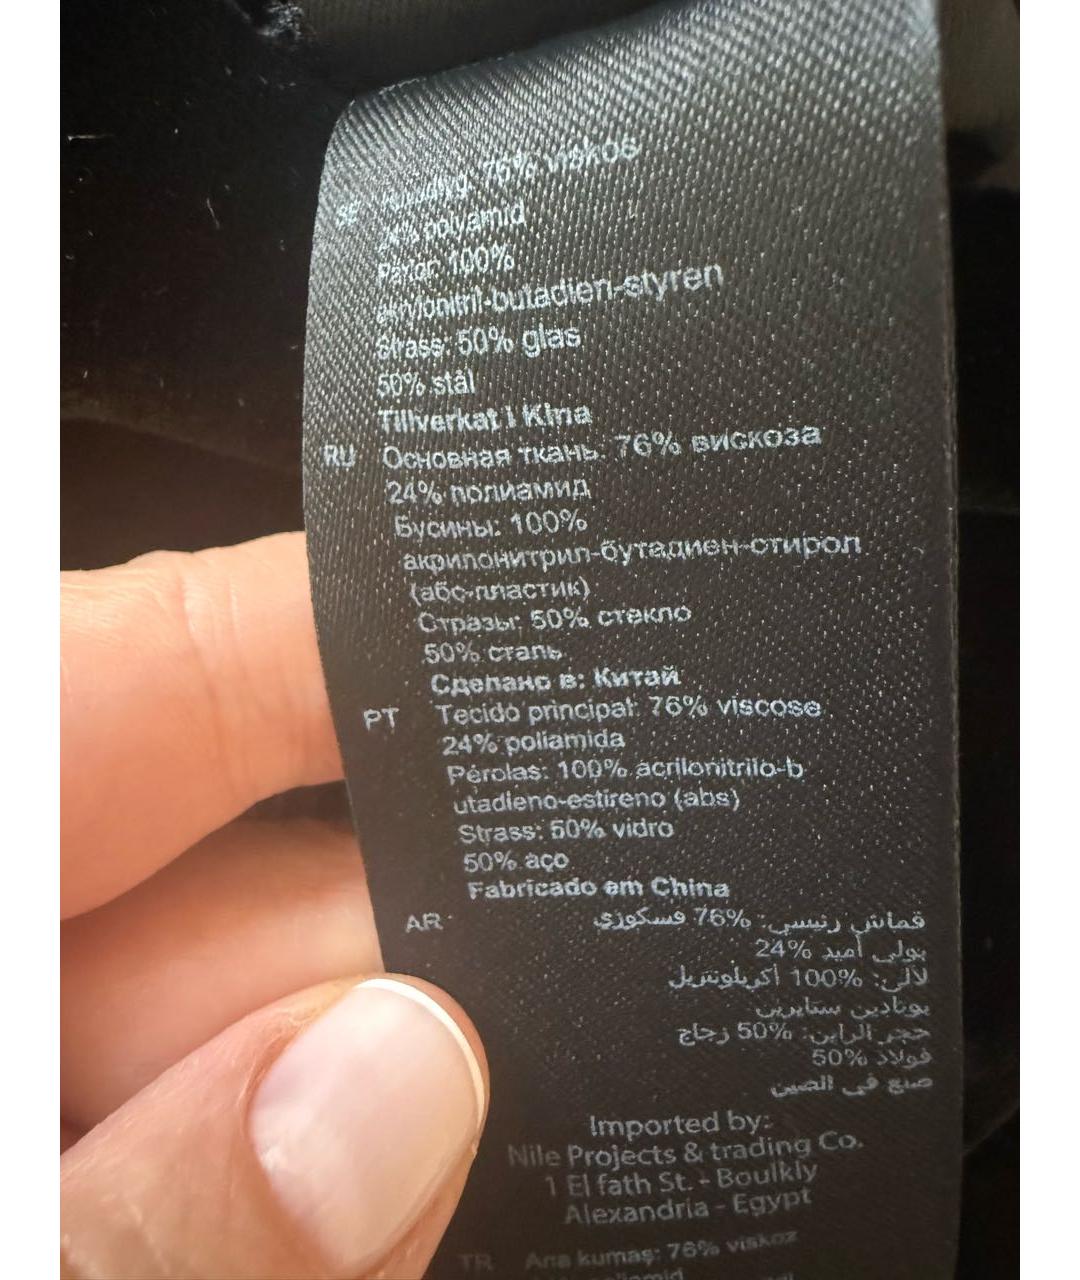 SE 76% viskos
24% polyamid
Pärlor: 100%
akrylonitril-butadien-styren
Strass: 50% glas
50% stål
Tillverkat i Kina
RU Основная ткань: 76% вискоза
24% полиамид
Бусины: 100%
акрилонитрил-бутадиен-стирол
(абс-пластик)
Стразы: 50% стекло
50% сталь
Сделано в: Китай
PT Tecido principal: 76% viscose
24% poliamida
Pérolas: 100% acrilonitrilo-b
utadieno-estireno (abs)
Strass: 50% vidro
50% aço
Fabricado em China
AR قماش رئيسي: 76% فسكوزي
بولي أميد 24%
لآلئ: 100% أكريلونتريل
بوتادين ستايرين
حجر الراين: 50% زجاج
فولاذ 50%
صنع في الصين
Imported by:
Nile Projects & trading Co.
1 El fath St. - Boulkly
Alexandria - Egypt
TR Ana kumaş: 76% viskoz